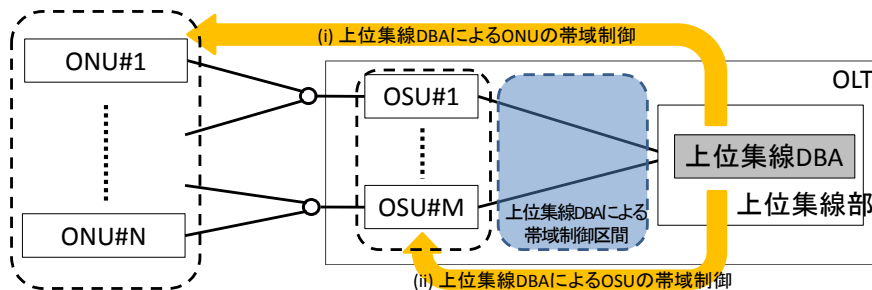 (i) 上位集線DBAによるONUの帯域制御
OLT
ONU#1
OSU#1
上位集線DBA
上位集線部
OSU#M
上位集線DBAによる
帯域制御区間
ONU#N
(ii) 上位集線DBAによるOSUの帯域制御